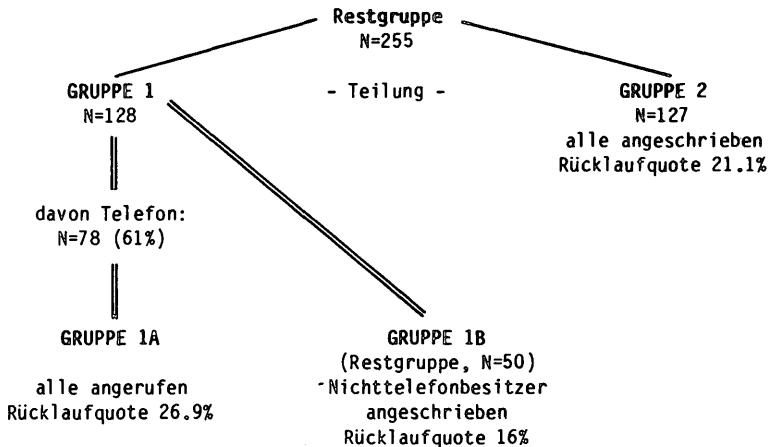 Restgruppe
N=255
GRUPPE 1
N=128
- Teilung -
GRUPPE 2
N=127
alle angeschrieben
Rücklaufquote 21.1%
davon Telefon:
N=78 (61%)
GRUPPE 1A
alle angerufen
Rücklaufquote 26.9%
GRUPPE 1B
(Restgruppe, N=50)
-Nichttelefonbesitzer
angeschrieben
Rücklaufquote 16%